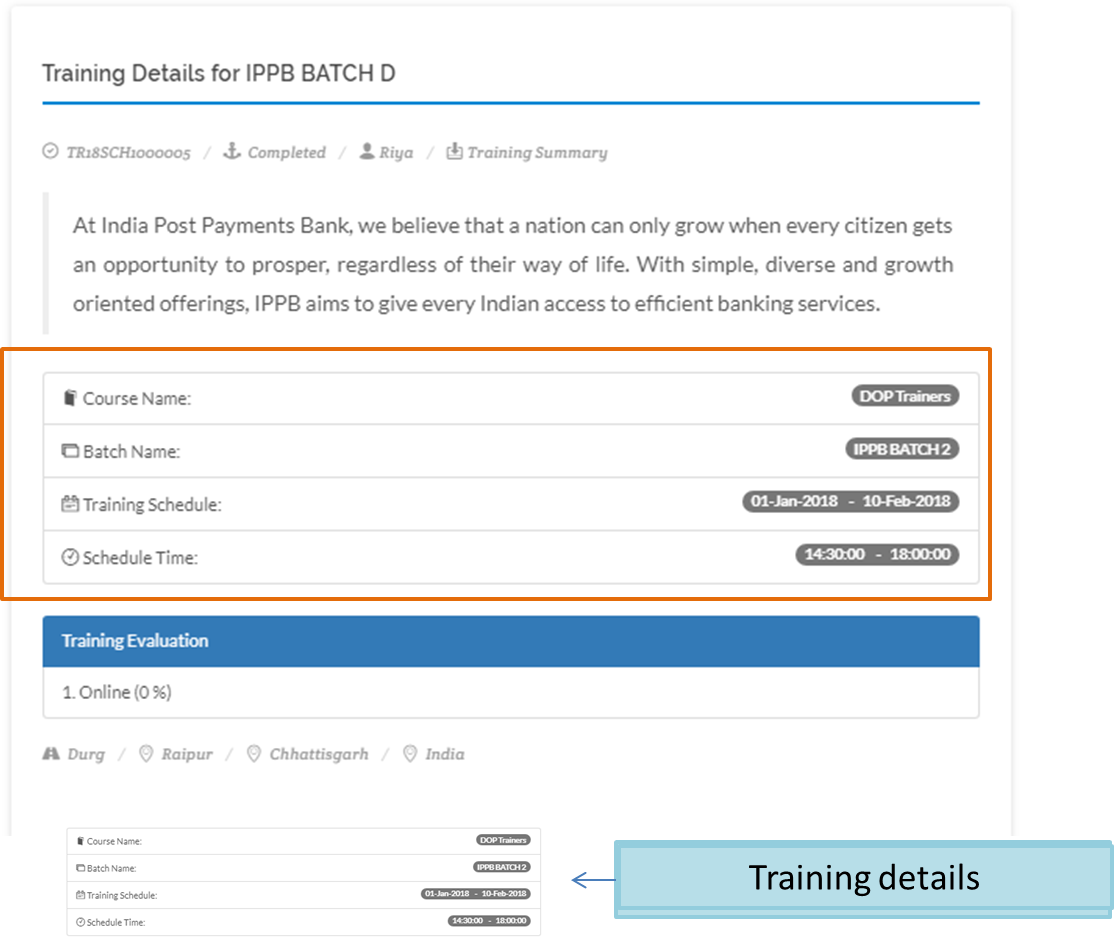 Training Details for IPPB BATCH D
TR18SCH1000005 / Completed / Riya / Training Summary
At India Post Payments Bank, we believe that a nation can only grow when every citizen gets
an opportunity to prosper, regardless of their way of life. With simple, diverse and growth
oriented offerings, IPPB aims to give every Indian access to efficient banking services.
Course Name: DOP Trainers
Batch Name: IPPB BATCH 2
Training Schedule: 01-Jan-2018 - 10-Feb-2018
Schedule Time: 14:30:00 - 18:00:00
Training Evaluation
1. Online (0 %)
Durg / Raipur / Chhattisgarh / India
Course Name: DOP Trainers
Batch Name: IPPB BATCH 2
Training Schedule: 01-Jan-2018 - 10-Feb-2018
Schedule Time: 14:30:00 - 18:00:00
Training details